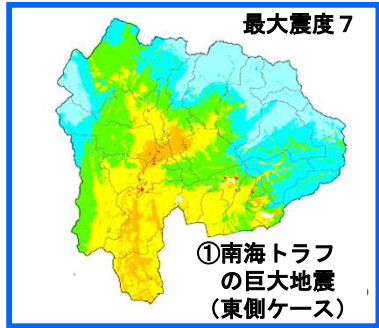 最大震度７
①南海トラフ
の巨大地震
（東側ケース）